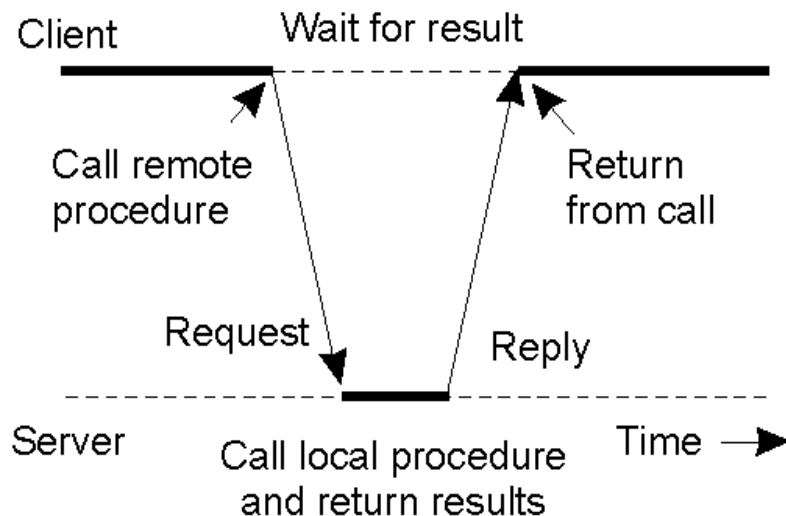 Client
Wait for result
Call remote
procedure
Return
from call
Request
Reply
Server
Call local procedure
and return results
Time